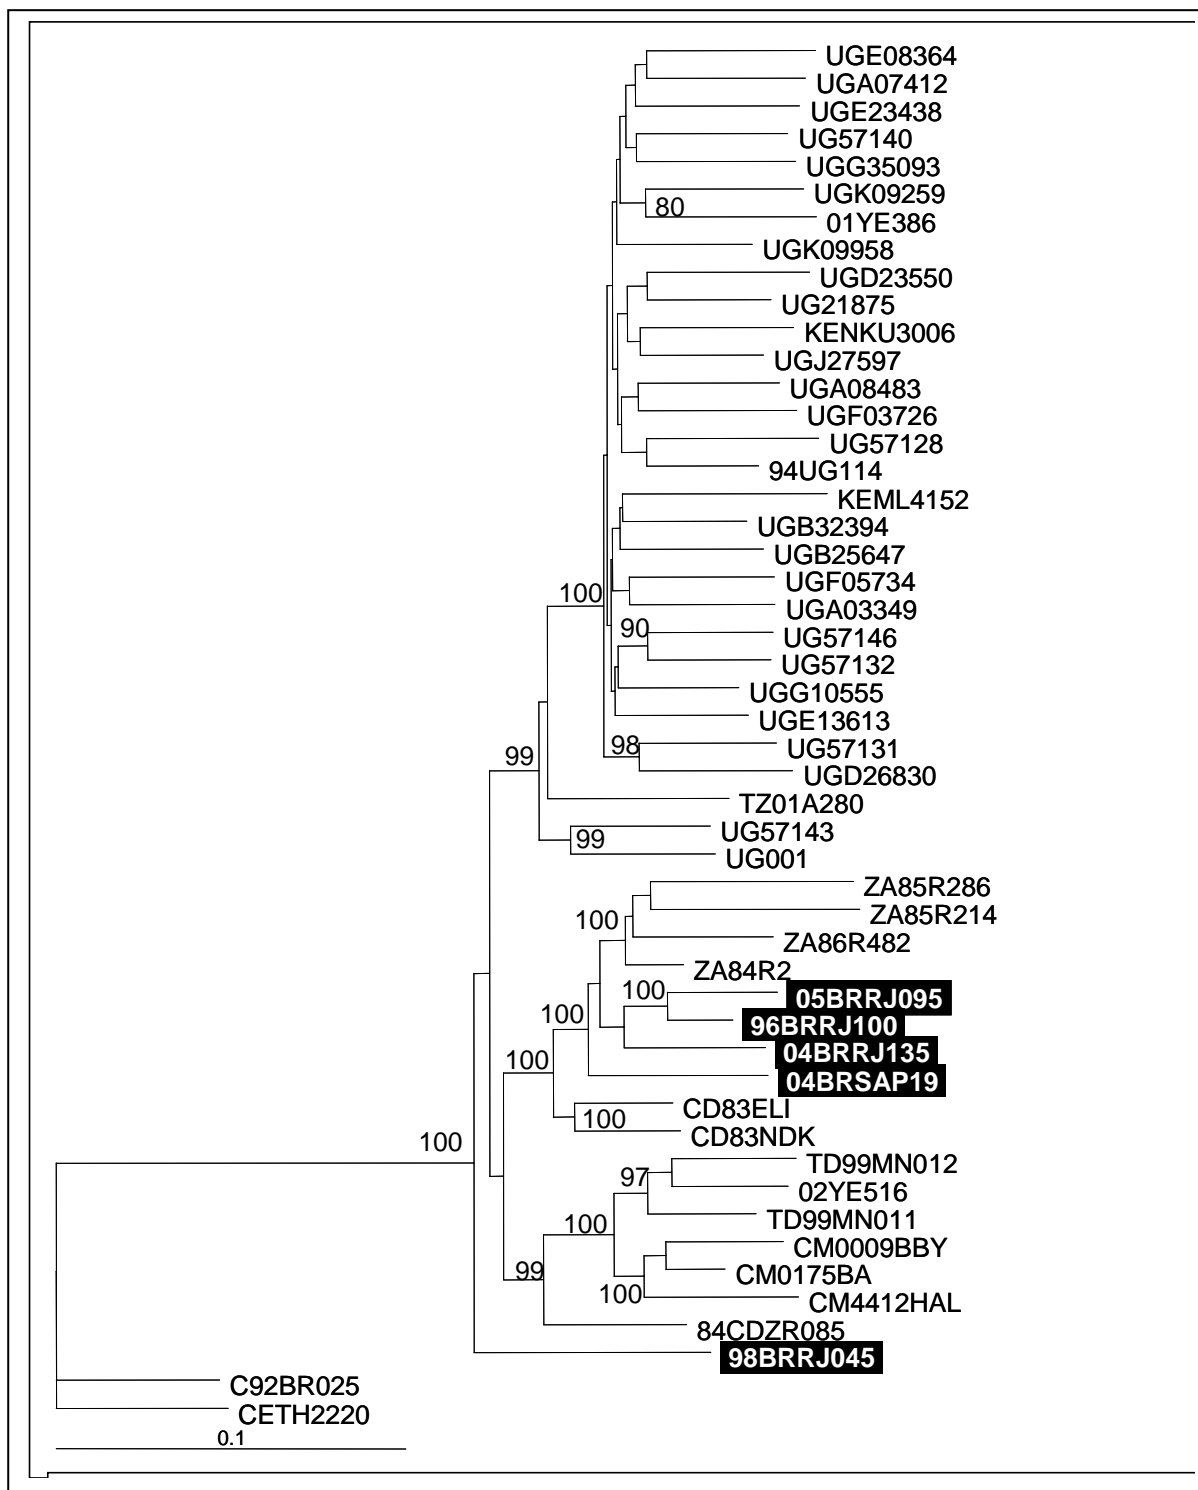 UGE08364
UGA07412
UGE23438
UG57140
UGG35093
UGK09259
80
01YE386
UGK09958
UGD23550
UG21875
KENKU3006
UGJ27597
UGA08483
UGF03726
UG57128
94UG114
KEML4152
UGB32394
UGB25647
UGF05734
100
UGA03349
90
UG57146
UG57132
UGG10555
UGE13613
98
UG57131
99
UGD26830
TZ01A280
UG57143
99
UG001
ZA85R286
ZA85R214
100
ZA86R482
ZA84R2
100
05BRRJ095
100
96BRRJ100
04BRRJ135
100
04BRSAP19
CD83ELI
100
CD83NDK
100
TD99MN012
97
02YE516
TD99MN011
100
CM0009BBY
99
CM0175BA
100
CM4412HAL
84CDZR085
98BRRJ045
C92BR025
CETH2220
0.1